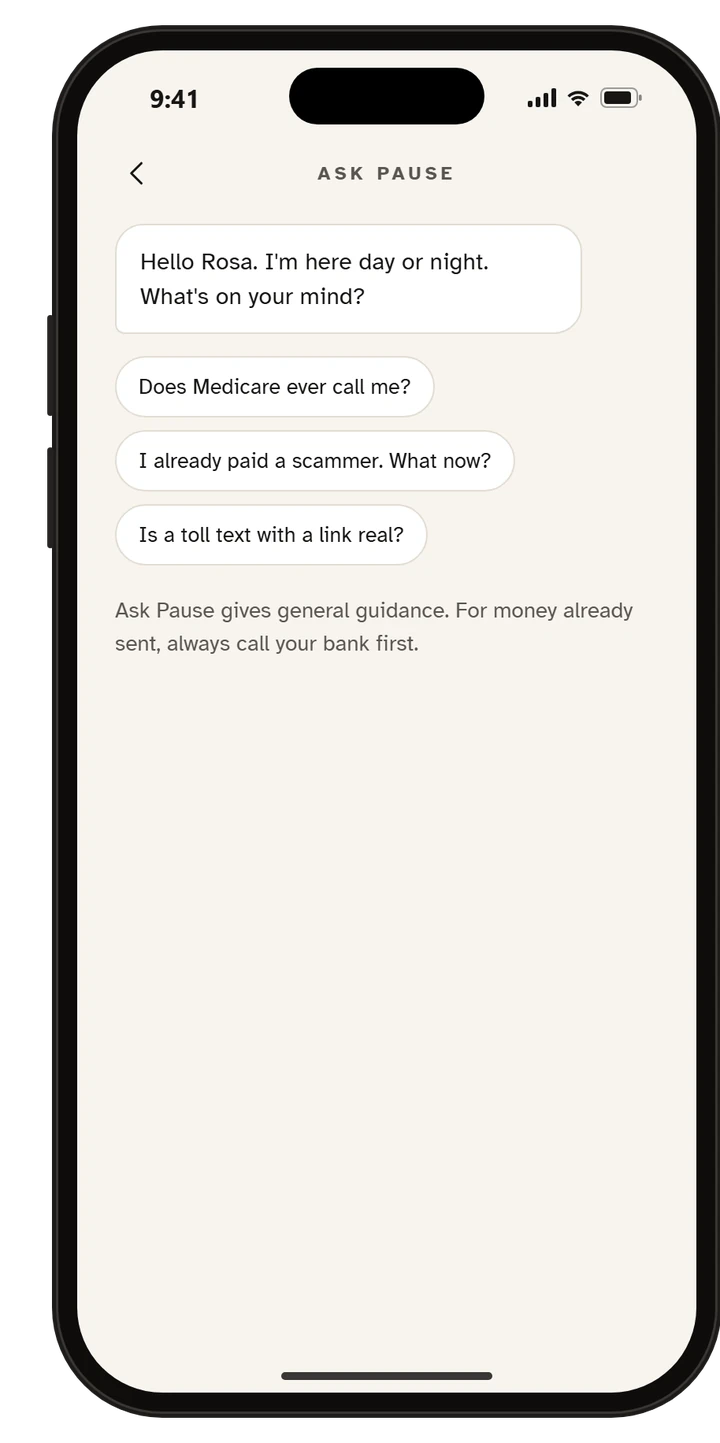 9:41
ASK PAUSE
Hello Rosa. I'm here day or night.
What's on your mind?
Does Medicare ever call me?
I already paid a scammer. What now?
Is a toll text with a link real?
Ask Pause gives general guidance. For money already
sent, always call your bank first.